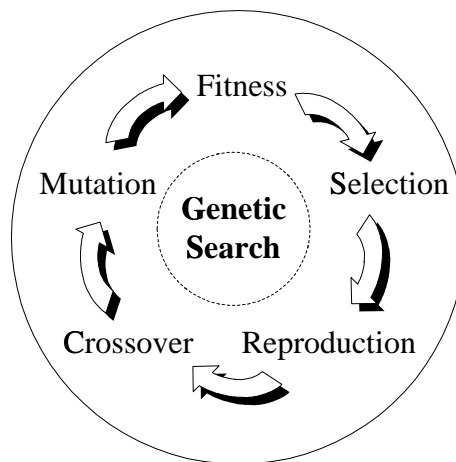 Fitness
Mutation
Selection
Genetic
Search
Crossover
Reproduction